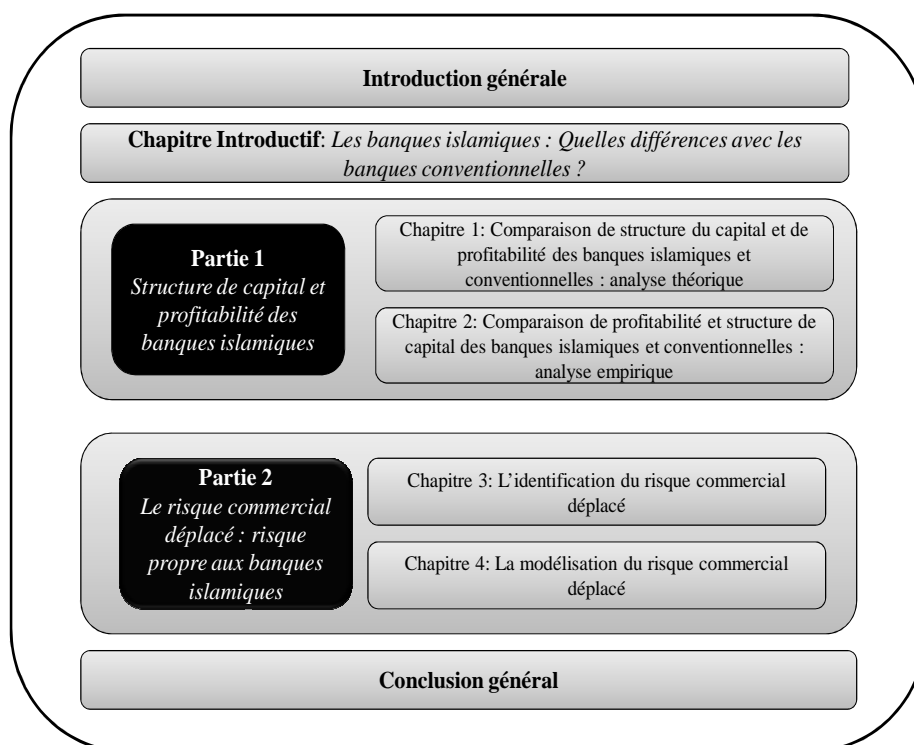 Introduction générale
Chapitre Introductif: Les banques islamiques : Quelles différences avec les
banques conventionnelles ?
Partie 1
Structure de capital et
profitabilité des
banques islamiques
Chapitre 1: Comparaison de structure du capital et de
profitabilité des banques islamiques et
conventionnelles : analyse théorique
Chapitre 2: Comparaison de profitabilité et structure de
capital des banques islamiques et conventionnelles :
analyse empirique
Partie 2
Le risque commercial
déplacé : risque
propre aux banques
islamiques
Chapitre 3: L'identification du risque commercial
déplacé
Chapitre 4: La modélisation du risque commercial
déplacé
Conclusion général